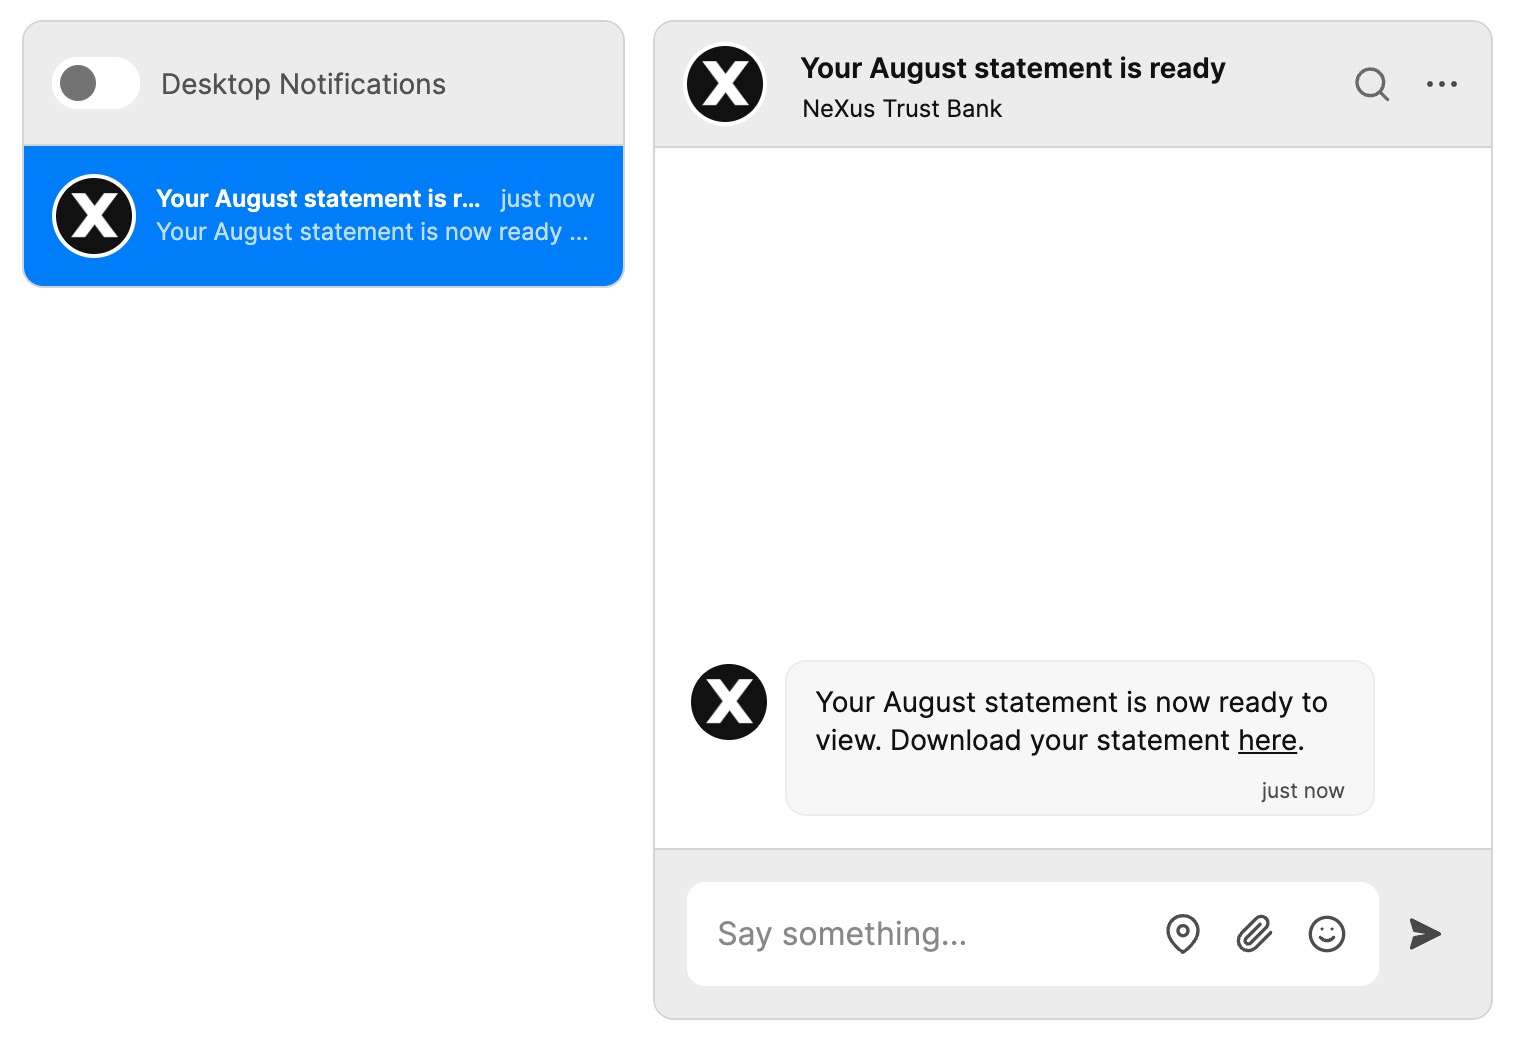 Desktop Notifications
Your August statement is r... just now
Your August statement is now ready ...
X
X
Your August statement is ready
NeXus Trust Bank
X
Your August statement is now ready to
view. Download your statement here.
just now
Say something...